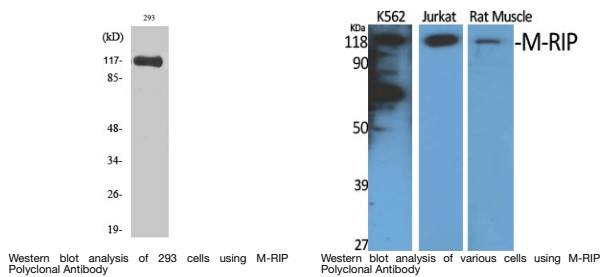 293
(kD)
117-
85-
48-
34-
26-
19-
Western blot analysis of 293 cells using M-RIP
Polyclonal Antibody
K562 Jurkat Rat Muscle
KDa
118
90
50
39
27
-M-RIP
Western blot analysis of various cells using M-RIP
Polyclonal Antibody